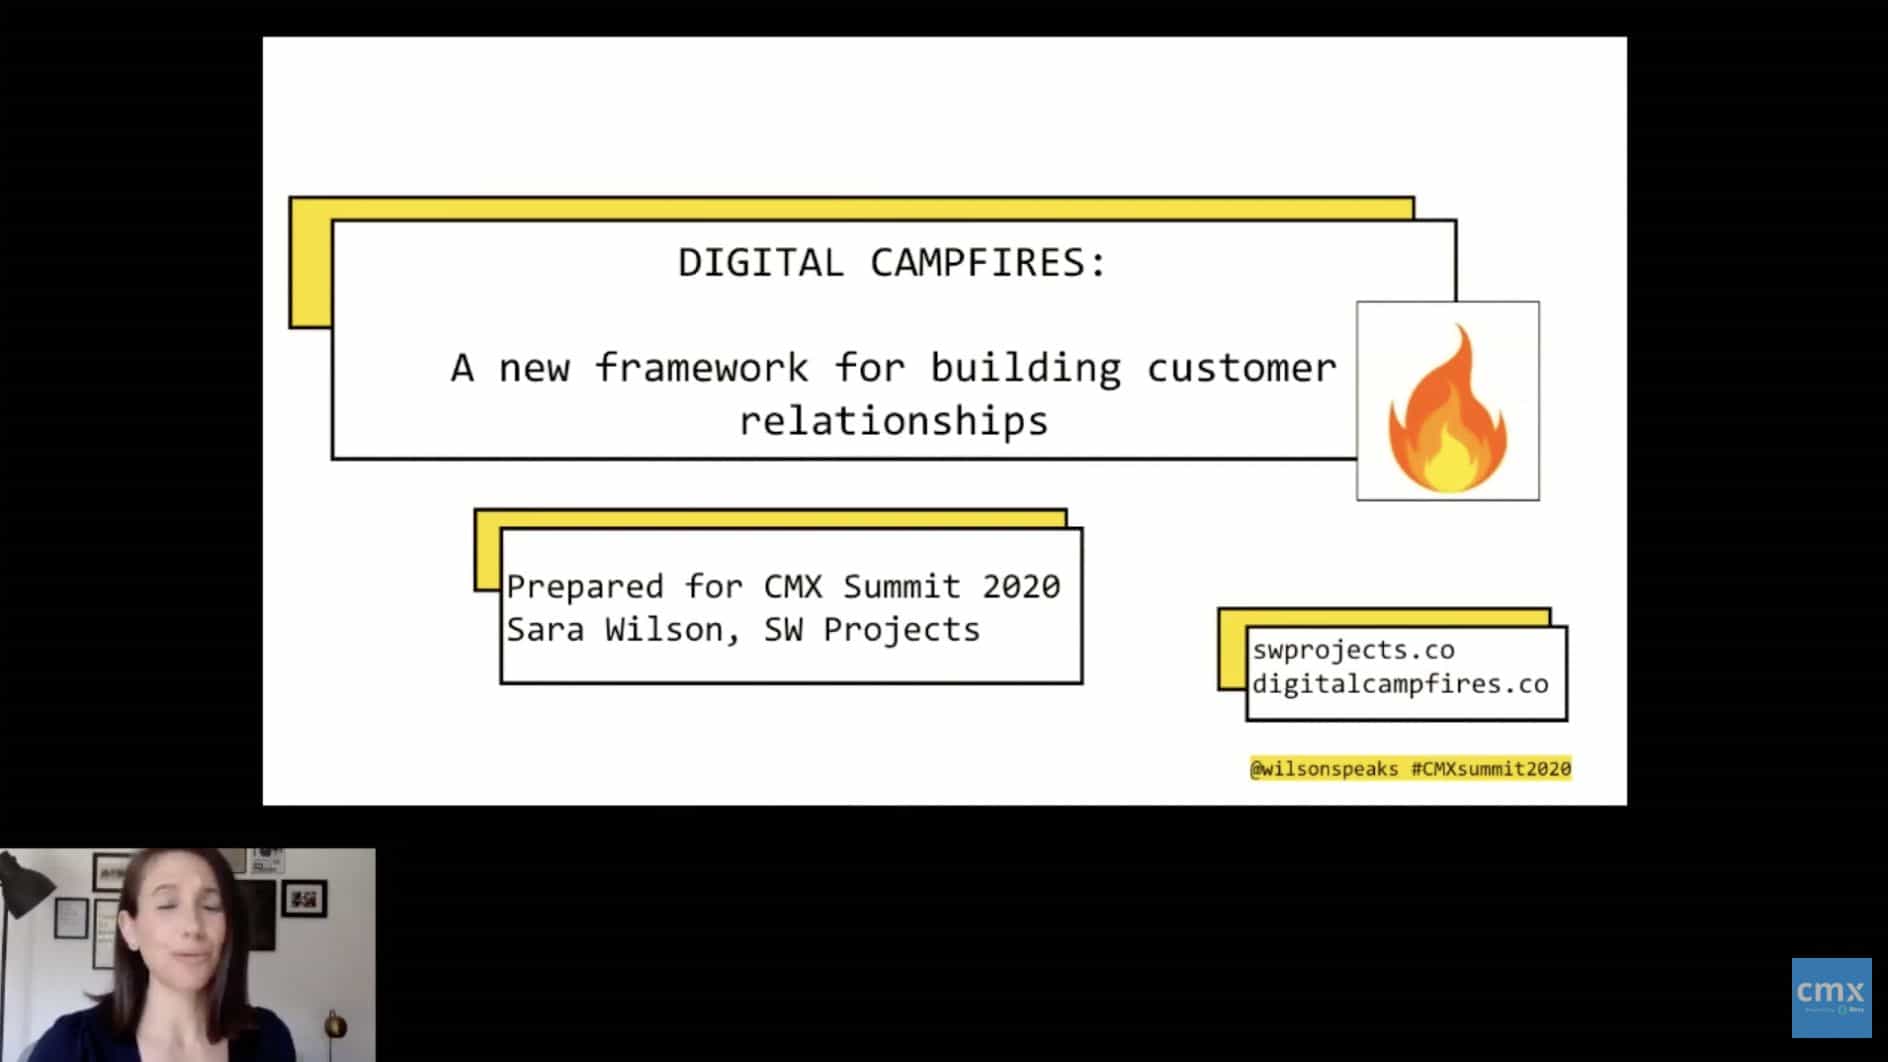 DIGITAL CAMPFIRES:
A new framework for building customer
relationships
Prepared for CMX Summit 2020
Sara Wilson, SW Projects
swprojects.co
digitalcampfires.co
@wilsonspeaks #CMXsummit2020
cmx